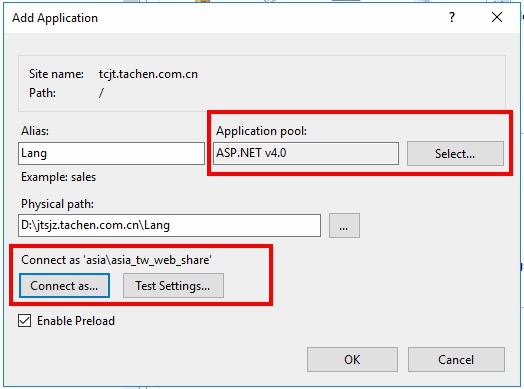 Add Application
?
Site name: tcjt.tachen.com.cn
Path: /
Alias:
Application pool:
Lang
ASP.NET v4.0
Select...
Example: sales
Physical path:
D:\jtsjz.tachen.com.cn\Lang
...
Connect as 'asia\asia_tw_web_share'
Connect as...
Test Settings...
Enable Preload
OK
Cancel